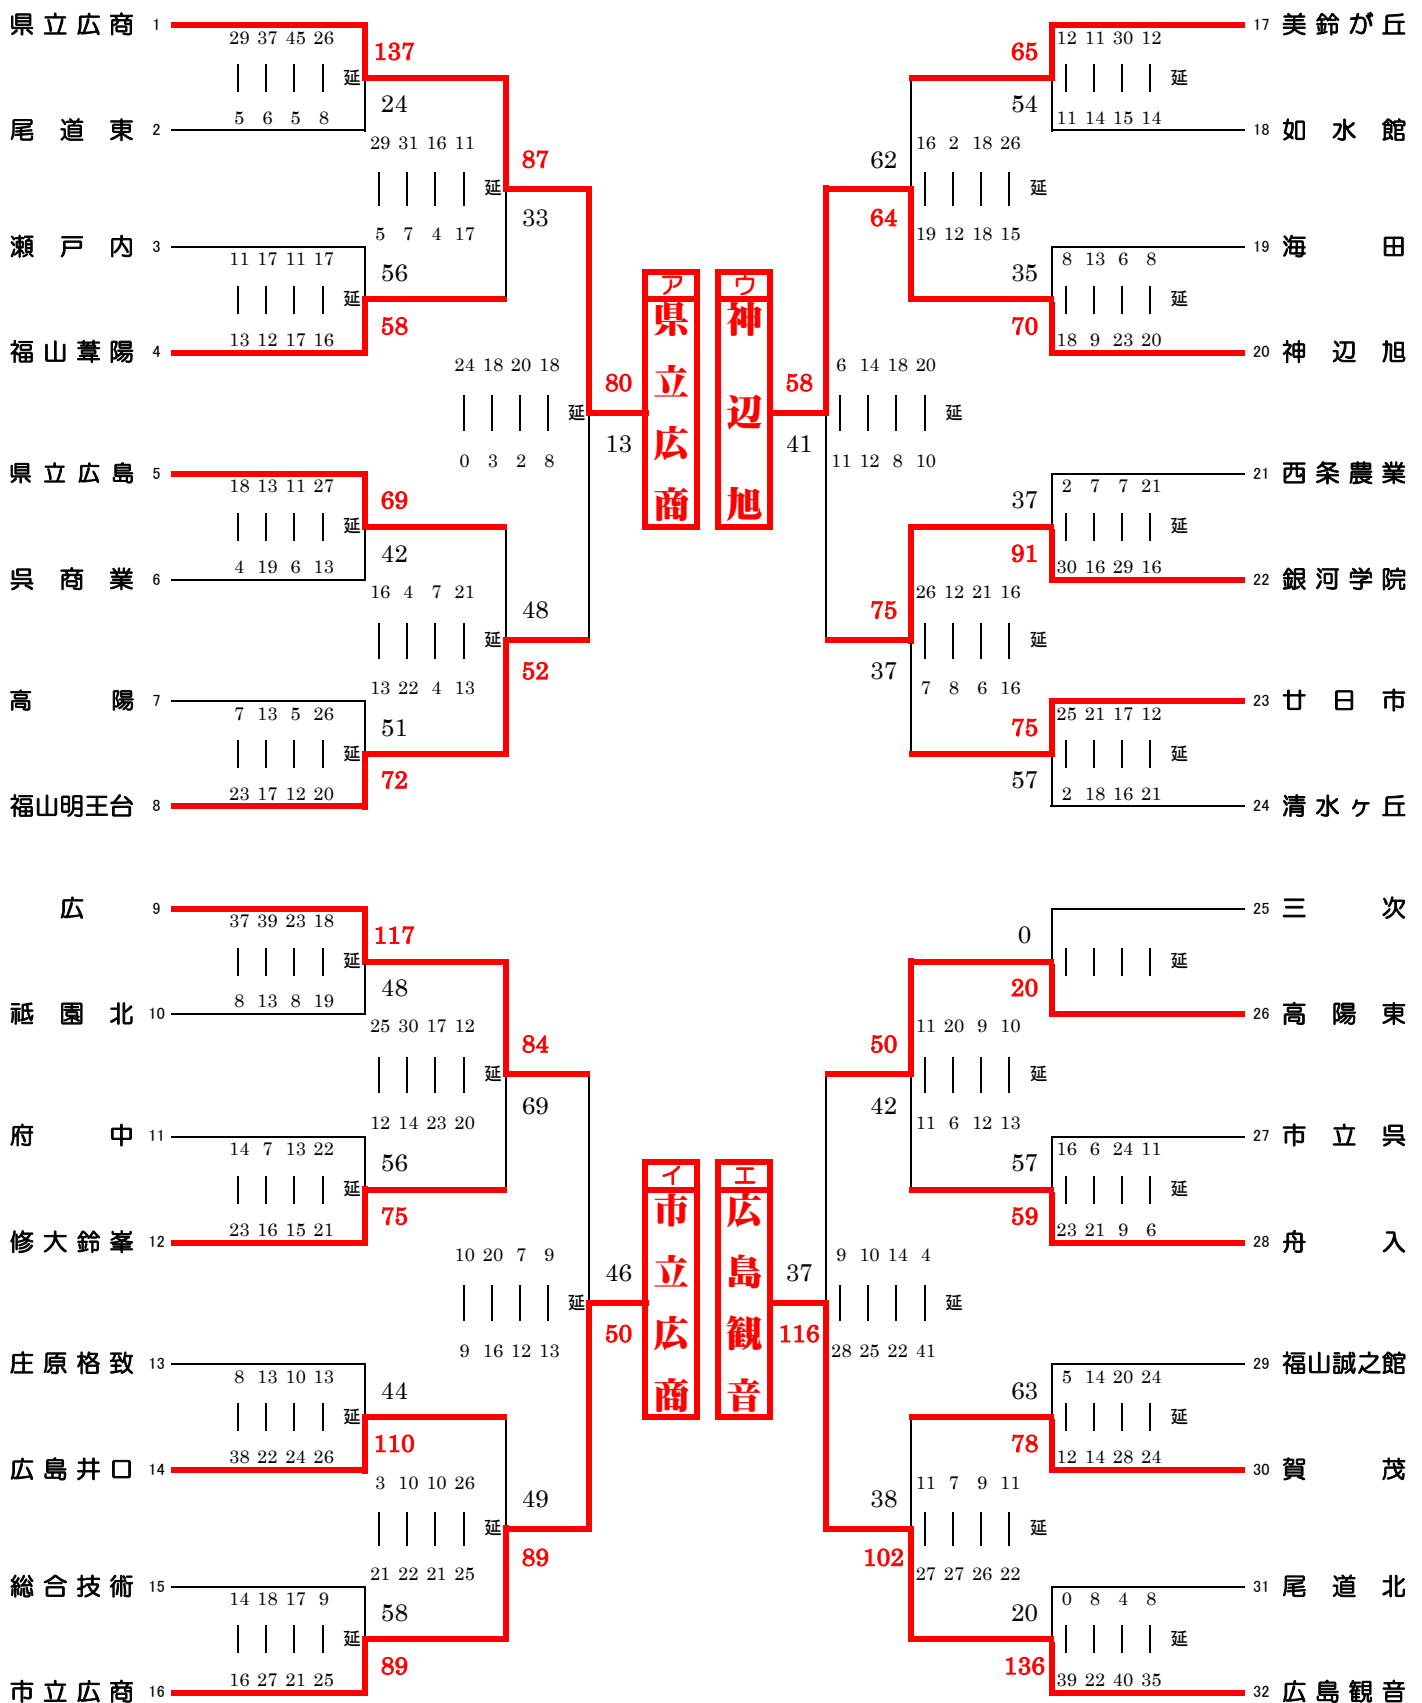 県立広商 1
29 37 45 26
137
延
24
5 6 5 8
尾道東 2
29 31 16 11
87
延
33
5 7 4 17
瀬戸内 3
11 17 11 17
56
延
58
13 12 17 16
福山葦陽 4
24 18 20 18
80
延
13
0 3 2 8
県立広島 5
18 13 11 27
69
延
42
4 19 6 13
呉商業 6
16 4 7 21
48
延
52
13 22 4 13
高陽 7
7 13 5 26
51
延
72
23 17 12 20
福山明王台 8
ア
県立広商
ウ
神辺旭
17 美鈴が丘
12 11 30 12
65
延
54
11 14 15 14
18 如水館
16 2 18 26
62
延
64
19 12 18 15
19 海田
8 13 6 8
35
延
70
18 9 23 20
20 神辺旭
6 14 18 20
58
延
41
11 12 8 10
21 西条農業
2 7 7 21
37
延
91
30 16 29 16
22 銀河学院
26 12 21 16
75
延
37
7 8 6 16
23 廿日市
25 21 17 12
75
延
57
2 18 16 21
24 清水ヶ丘
広 9
37 39 23 18
117
延
48
8 13 8 19
祗園北 10
25 30 17 12
84
延
69
12 14 23 20
府中 11
14 7 13 22
56
延
75
23 16 15 21
修大鈴峯 12
10 20 7 9
46
延
50
9 16 12 13
庄原格致 13
8 13 10 13
44
延
110
38 22 24 26
広島井口 14
3 10 10 26
49
延
89
21 22 21 25
総合技術 15
14 18 17 9
58
延
89
16 27 21 25
市立広商 16
イ
市立広商
エ
広島観音
25 三次
0
延
20
26 高陽東
11 20 9 10
50
延
42
11 6 12 13
27 市立呉
16 6 24 11
57
延
59
23 21 9 6
28 舟入
9 10 14 4
37
延
116
28 25 22 41
29 福山誠之館
5 14 20 24
63
延
78
12 14 28 24
30 賀茂
11 7 9 11
38
延
102
27 27 26 22
31 尾道北
0 8 4 8
20
延
136
39 22 40 35
32 広島観音